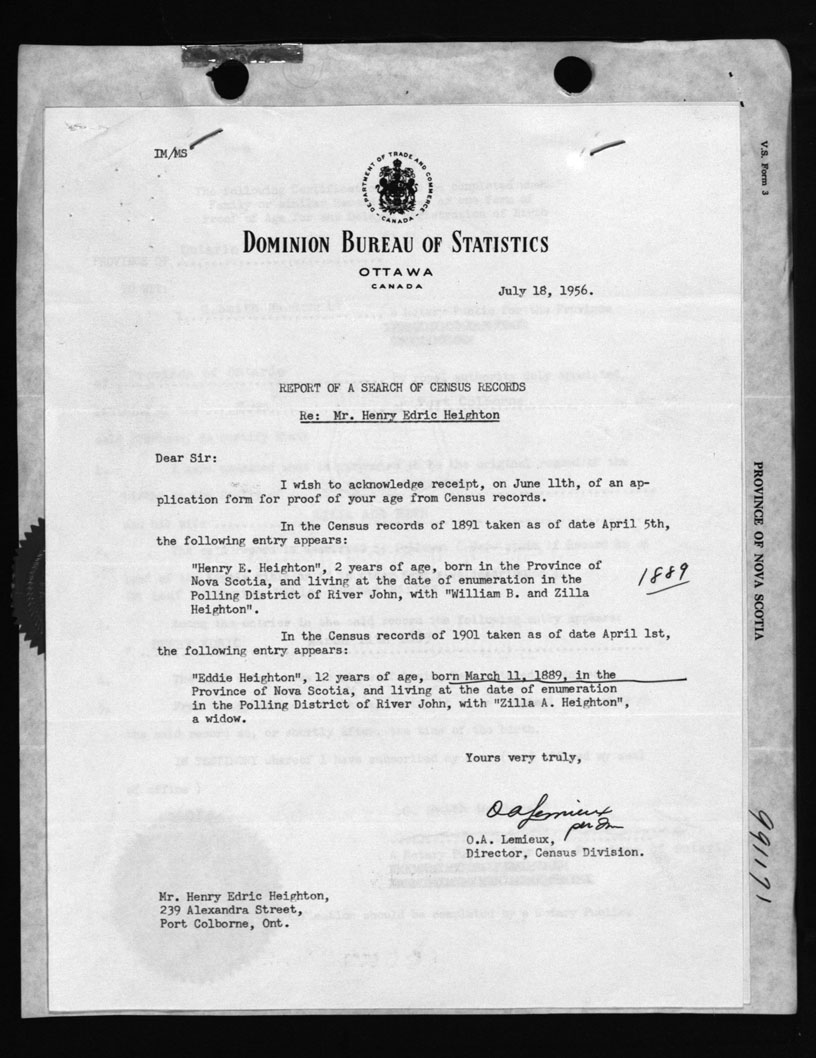 IM/MS
DEPARTMENT OF TRADE AND COMMERCE
CANADA
DOMINION BUREAU OF STATISTICS
OTTAWA
CANADA
July 18, 1956.
REPORT OF A SEARCH OF CENSUS RECORDS
Re: Mr. Henry Edric Heighton
Dear Sir:
I wish to acknowledge receipt, on June 11th, of an ap-
plication form for proof of your age from Census records.
In the Census records of 1891 taken as of date April 5th,
the following entry appears:
"Henry E. Heighton", 2 years of age, born in the Province of
Nova Scotia, and living at the date of enumeration in the
Polling District of River John, with "William B. and Zilla
Heighton".
1889
In the Census records of 1901 taken as of date April 1st,
the following entry appears:
"Eddie Heighton", 12 years of age, born March 11, 1889, in the
Province of Nova Scotia, and living at the date of enumeration
in the Polling District of River John, with "Zilla A. Heighton",
a widow.
Yours very truly,
O A Lemieux
per
O.A. Lemieux,
Director, Census Division.
Mr. Henry Edric Heighton,
239 Alexandra Street,
Port Colborne, Ont.
V.S. Form 3
PROVINCE OF NOVA SCOTIA
991171